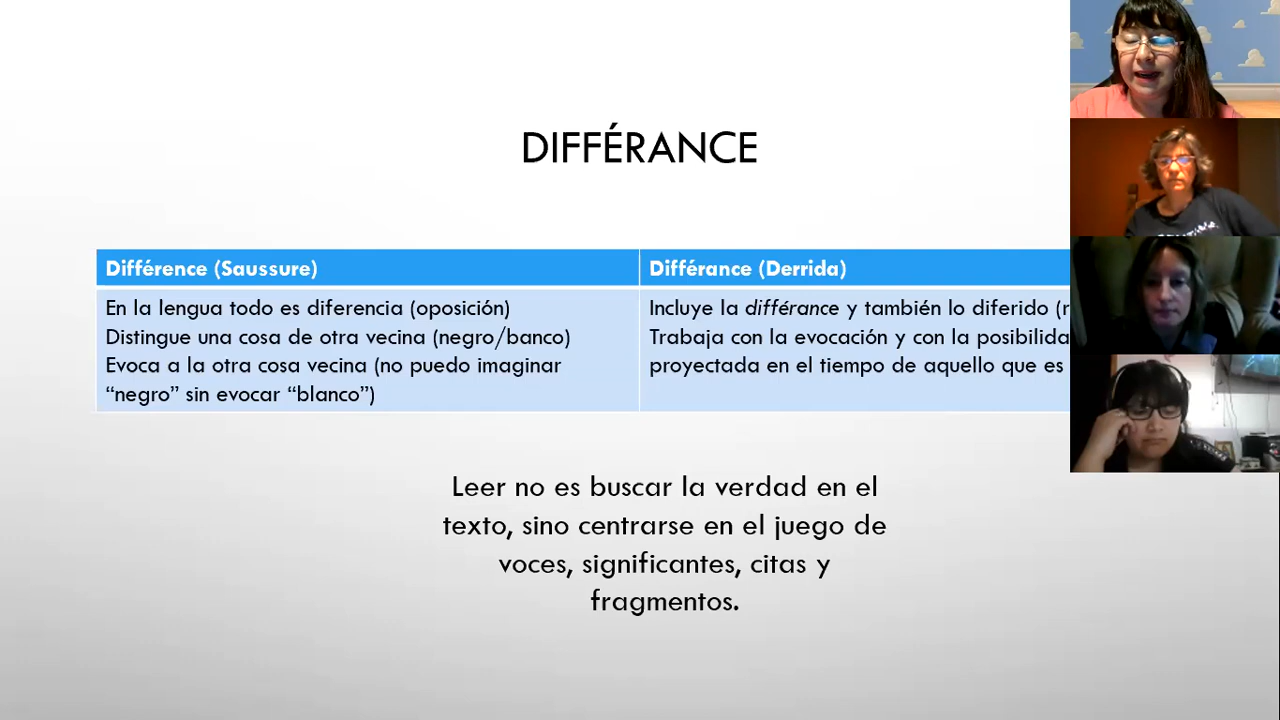 DIFFÉRANCE
Différence (Saussure)
Différance (Derrida)
En la lengua todo es diferencia (oposición)
Distingue una cosa de otra vecina (negro/banco)
Evoca a la otra cosa vecina (no puedo imaginar
“negro” sin evocar “blanco”)
Incluye la différance y también lo diferido (r
Trabaja con la evocación y con la posibilida
proyectada en el tiempo de aquello que es
Leer no es buscar la verdad en el
texto, sino centrarse en el juego de
voces, significantes, citas y
fragmentos.